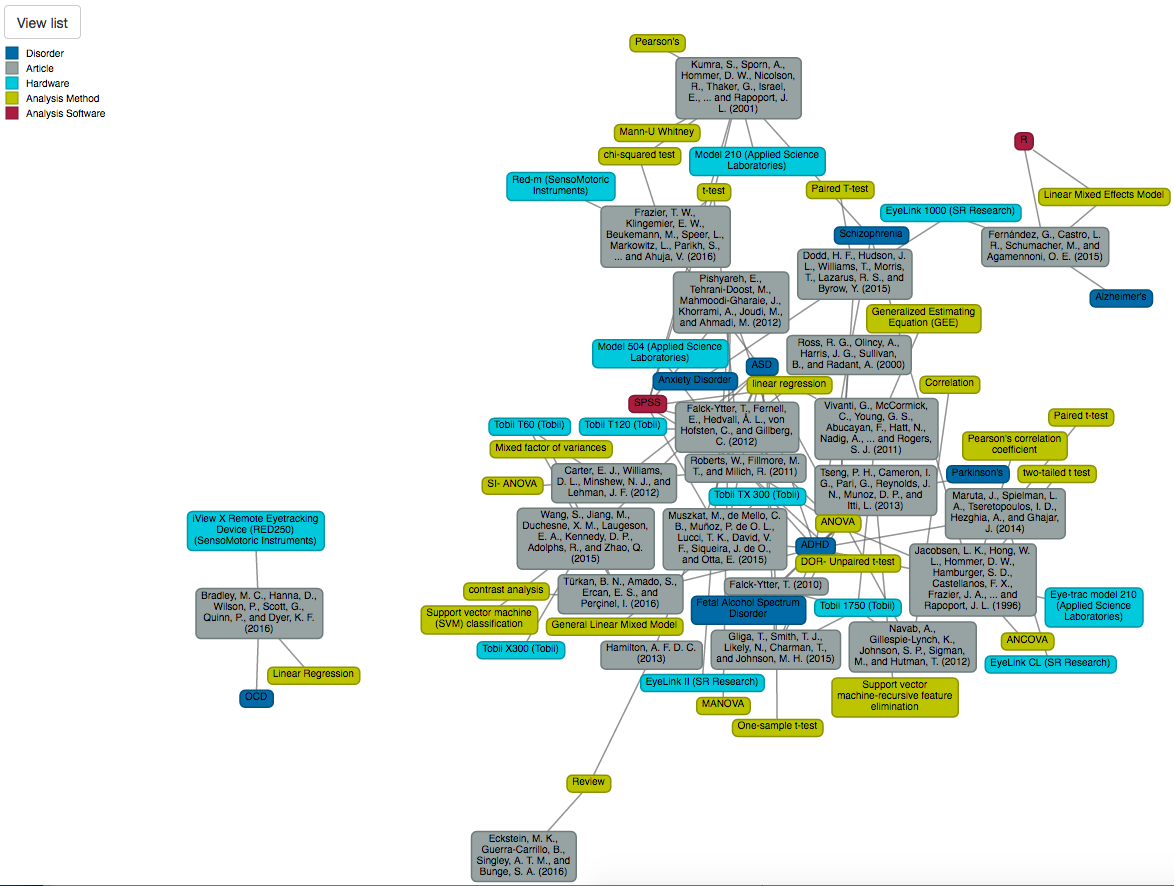 View list
Disorder
Article
Hardware
Analysis Method
Analysis Software
Pearson's
Kumra, S., Sporn, A.,
Hommer, D. W., Nicolson,
R., Thaker, G., Israel,
E., ... and Rapoport, J.
L. (2001)
Mann-U Whitney
chi-squared test
Model 210 (Applied Science
Laboratories)
R
Red-m (SensoMotoric
Instruments)
t-test
Paired T-test
Linear Mixed Effects Model
EyeLink 1000 (SR Research)
Frazier, T. W.,
Klingemier, E. W.,
Beukemann, M., Speer, L.,
Markowitz, L., Parikh, S.,
... and Ahuja, V. (2016)
Schizophrenia
Fernández, G., Castro, L.
R., Schumacher, M., and
Agamennoni, O. E. (2015)
Dodd, H. F., Hudson, J.
L., Williams, T., Morris,
T., Lazarus, R. S., and
Byrow, Y. (2015)
Pishyareh, E.,
Tehrani-Doost, M.,
Mahmoodi-Gharaie, J.,
Khorrami, A., Joudi, M.,
and Ahmadi, M. (2012)
Alzheimer's
Generalized Estimating
Equation (GEE)
Model 504 (Applied Science
Laboratories)
Ross, R. G., Olincy, A.,
Harris, J. G., Sullivan,
B., and Radant, A. (2000)
ASD
Anxiety Disorder
linear regression
Correlation
SPSS
Falck-Ytter, T., Fernell,
E., Hedvall, Å. L., von
Hofsten, C., and Gillberg,
C. (2012)
Vivanti, G., McCormick,
C., Young, G. S.,
Abucayan, F., Hatt, N.,
Nadig, A., ... and Rogers,
S. J. (2011)
Paired t-test
Tobii T60 (Tobii)
Tobii T120 (Tobii)
Mixed factor of variances
Pearson's correlation
coefficient
Roberts, W., Fillmore, M.
T., and Milich, R. (2011)
Carter, E. J., Williams,
D. L., Minshew, N. J., and
Lehman, J. F. (2012)
Tseng, P. H., Cameron, I.
G., Pari, G., Reynolds, J.
N., Munoz, D. P., and
Itti, L. (2013)
Parkinson's
two-tailed t test
SI- ANOVA
Tobii TX 300 (Tobii)
Maruta, J., Spielman, L.
A., Tseretopulos, I. D.,
Hezghia, A., and Ghajar,
J. (2014)
Wang, S., Jiang, M.,
Duchesne, X. M., Laugeson,
E. A., Kennedy, D. P.,
Adolphs, R., and Zhao, Q.
(2015)
Muszkat, M., de Mello, C.
B., Muñoz, P. de O. L.,
Lucci, T. K., David, V.
F., Siqueira, J. de O.,
and Otta, E. (2015)
ANOVA
iView X Remote Eyetracking
Device (RED250)
(SensoMotoric Instruments)
ADHD
DOR- Unpaired t-test
Jacobsen, L. K., Hong, W.
L., Hommer, D. W.,
Hamburger, S. D.,
Castellanos, F. X.,
Frazier, J. A., ... and
Rapoport, J. L. (1996)
Türkan, B. N., Amado, S.,
Ercan, E. S., and
Perçinel, I. (2016)
Falck-Ytter, T. (2010)
contrast analysis
Bradley, M. C., Hanna, D.,
Wilson, P., Scott, G.,
Quinn, P., and Dyer, K. F.
(2016)
Fetal Alcohol Spectrum
Disorder
Tobii 1750 (Tobii)
Eye-trac model 210
(Applied Science
Laboratories)
Support vector machine
(SVM) classification
General Linear Mixed Model
Gliga, T., Smith, T. J.,
Likely, N., Charman, T.,
and Johnson, M. H. (2015)
Navab, A.,
Gillespie-Lynch, K.,
Johnson, S. P., Sigman,
M., and Hutman, T. (2012)
ANCOVA
Tobii X300 (Tobii)
Hamilton, A. F. D. C.
(2013)
EyeLink CL (SR Research)
Linear Regression
EyeLink II (SR Research)
OCD
MANOVA
Support vector
machine-recursive feature
elimination
One-sample t-test
Review
Eckstein, M. K.,
Guerra-Carrillo, B.,
Singley, A. T. M., and
Bunge, S. A. (2016)